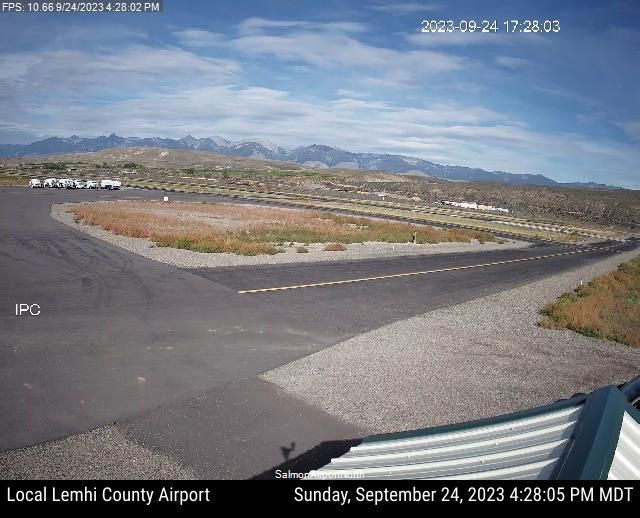 FPS: 10.66 9/24/2023 4:28:02 PM
2023-09-24 17:28:03
IPC
Local Lemhi County Airport
Sunday, September 24, 2023 4:28:05 PM MDT